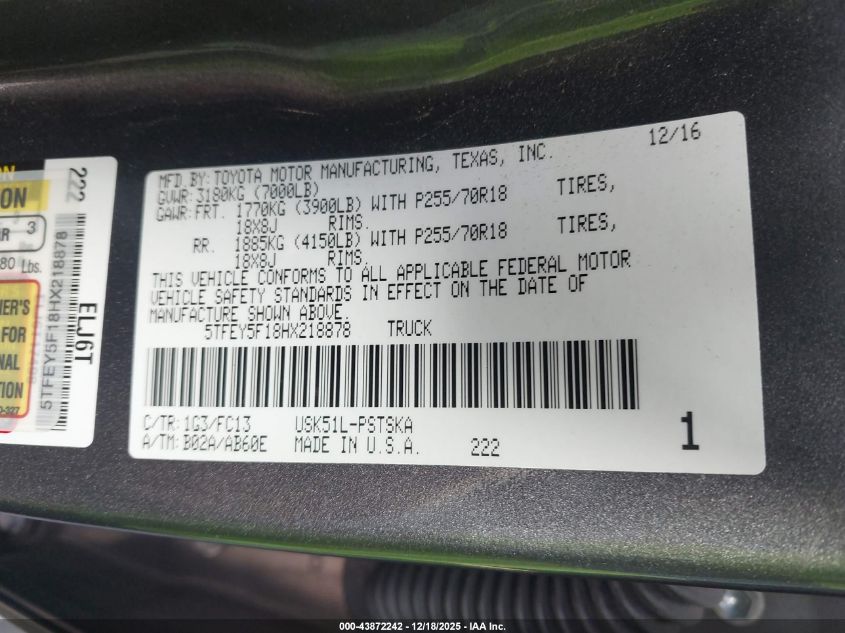 12/16
MFD BY: TOYOTA MOTOR MANUFACTURING, TEXAS, INC.
GVWR: 3180KG (7000LB)
GAWR: FRT. 1770KG (3900LB) WITH P255/70R18 TIRES,
18X8J RIMS.
RR. 1885KG (4150LB) WITH P255/70R18 TIRES,
18X8J RIMS.
THIS VEHICLE CONFORMS TO ALL APPLICABLE FEDERAL MOTOR
VEHICLE SAFETY STANDARDS IN EFFECT ON THE DATE OF
MANUFACTURE SHOWN ABOVE.
5TFEY5F18HX218878 TRUCK
C/TR: 1G3/FC13 USK51L-PSTSKA
A/TM: B02A/AB60E MADE IN U.S.A. 222 1
ON
ION
AR 3
80 Lbs.
ER'S
FOR
NAL
TION
222
5TFEY5F18HX218878
ELJ6T
000-43872242 - 12/18/2025 - IAA Inc.